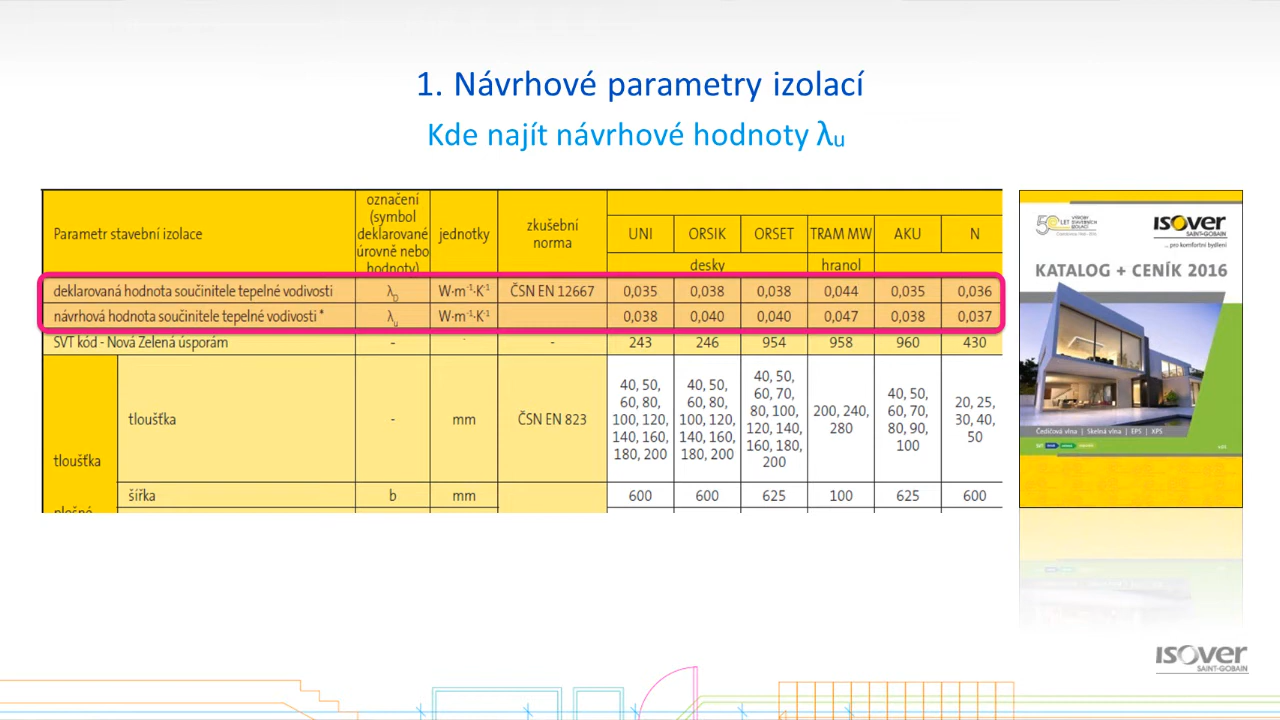 1. Návrhové parametry izolací
Kde najít návrhové hodnoty λu
Parametr stavební izolace
označení
(symbol
deklarované
úrovně nebo
hodnoty)
jednotky
zkušební
norma
UNI ORSIK ORSET TRAM MW AKU N
desky hranol
deklarovaná hodnota součinitele tepelné vodivosti λD W·m-1·K-1 ČSN EN 12667 0,035 0,038 0,038 0,044 0,035 0,036
návrhová hodnota součinitele tepelné vodivosti * λu W·m-1·K-1 0,038 0,040 0,040 0,047 0,038 0,037
SVT kód - Nová Zelená úsporám - - 243 246 954 958 960 430
tloušťka
tloušťka - mm ČSN EN 823
40, 50,
60, 80,
100, 120,
140, 160,
180, 200
40, 50,
60, 80,
100, 120,
140, 160,
180, 200
40, 50,
60, 70,
80, 100,
120, 140,
160, 180,
200
200, 240,
280
40, 50,
60, 70,
80, 90,
100
20, 25,
30, 40,
50
šířka b mm 600 600 625 100 625 600
50 LET
isover
SAINT-GOBAIN
... pro komfortní bydlení
KATALOG + CENÍK 2016
Čedičová vlna | Skelná vlna | EPS | XPS
isover
SAINT-GOBAIN